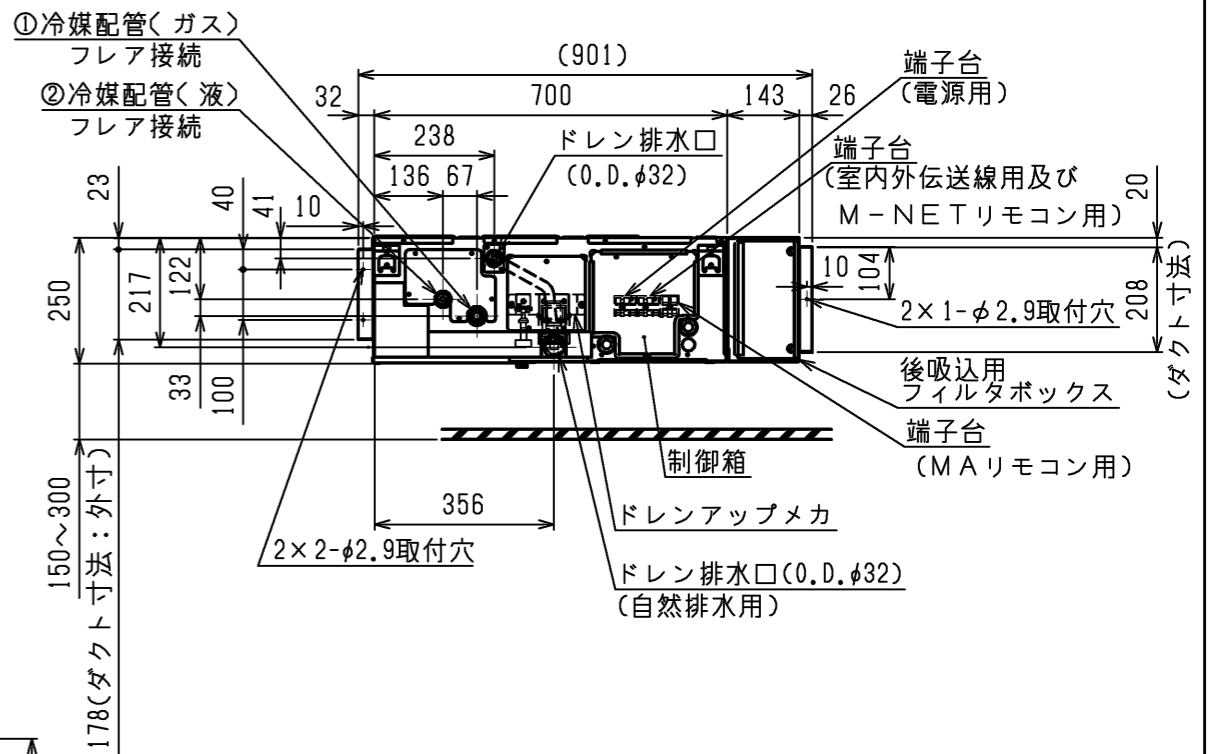 ①冷媒配管(ガス)
フレア接続
②冷媒配管(液)
フレア接続
(901)
32
700
143
26
238
136
67
ドレン排水口
(O.D.φ32)
端子台
(電源用)
端子台
(室内外伝送線用及び
M-NETリモコン用)
23
40
41
10
20
250
217
122
33
100
10
104
208
(ダクト寸法)
2×1-φ2.9取付穴
後吸込用
フィルタボックス
端子台
(MAリモコン用)
制御箱
356
ドレンアップメカ
2×2-φ2.9取付穴
ドレン排水口(O.D.φ32)
(自然排水用)
150~300
178(ダクト寸法:外寸)